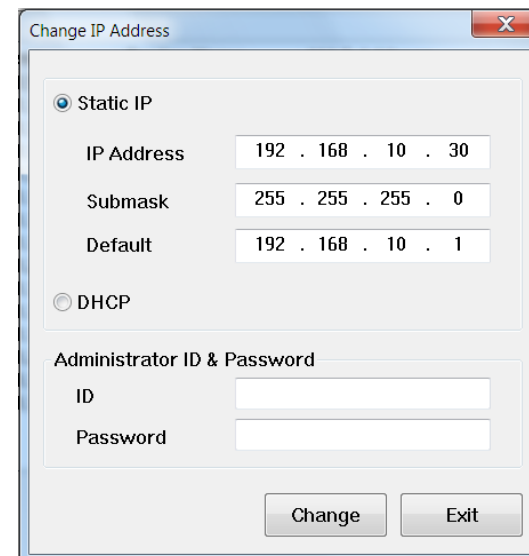 Change IP Address
Static IP
IP Address 192 . 168 . 10 . 30
Submask 255 . 255 . 255 . 0
Default 192 . 168 . 10 . 1
DHCP
Administrator ID & Password
ID
Password
Change Exit